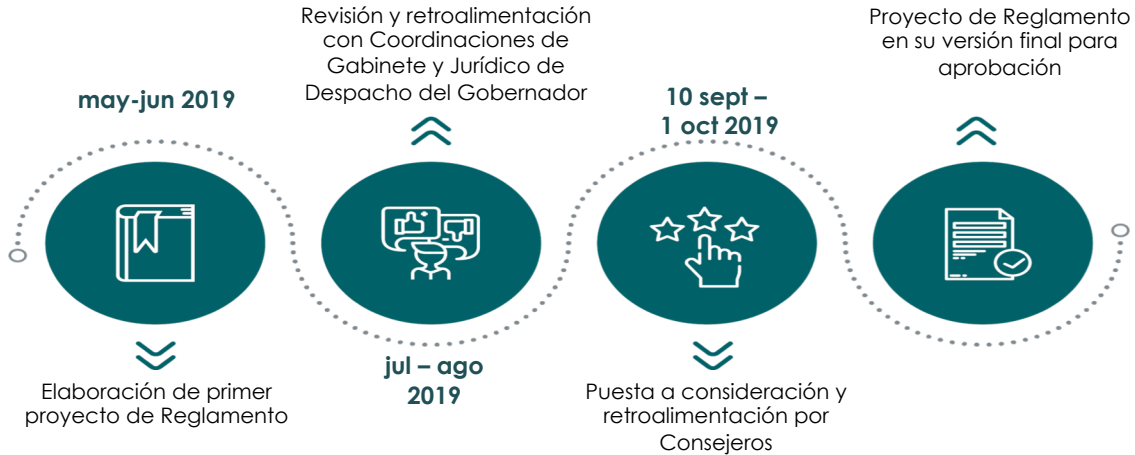 may-jun 2019
Elaboración de primer
proyecto de Reglamento
Revisión y retroalimentación
con Coordinaciones de
Gabinete y Jurídico de
Despacho del Gobernador
jul – ago
2019
10 sept –
1 oct 2019
Puesta a consideración y
retroalimentación por
Consejeros
Proyecto de Reglamento
en su versión final para
aprobación